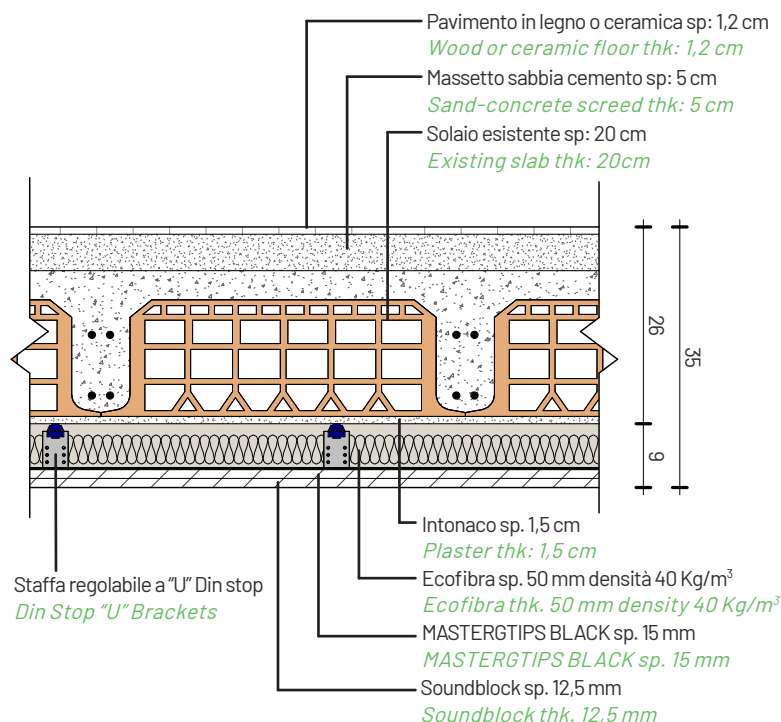 Pavimento in legno o ceramica sp: 1,2 cm
Wood or ceramic floor thk: 1,2 cm
Massetto sabbia cemento sp: 5 cm
Sand-concrete screed thk: 5 cm
Solaio esistente sp: 20 cm
Existing slab thk: 20cm
26
35
9
Intonaco sp. 1,5 cm
Plaster thk: 1,5 cm
Staffa regolabile a "U" Din stop
Din Stop "U" Brackets
Ecofibra sp. 50 mm densità 40 Kg/m³
Ecofibra thk. 50 mm density 40 Kg/m³
MASTERGTIPS BLACK sp. 15 mm
MASTERGTIPS BLACK sp. 15 mm
Soundblock sp. 12,5 mm
Soundblock thk. 12,5 mm